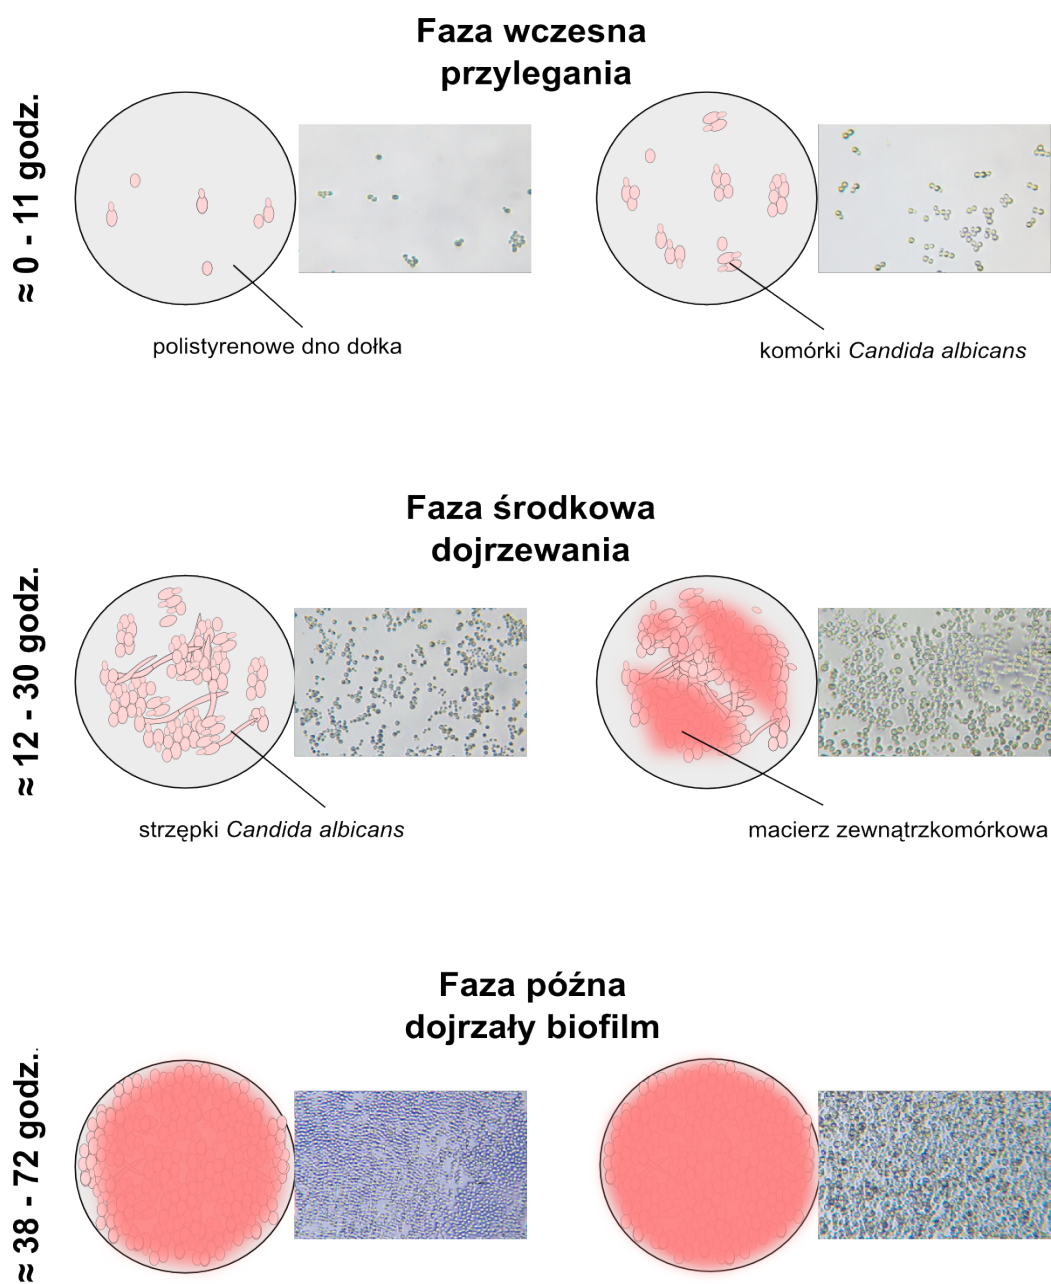 Faza wczesna
przylegania
≈ 0 - 11 godz.
polistyrenowe dno dołka
komórki Candida albicans
Faza środkowa
dojrzewania
≈ 12 - 30 godz.
strzępki Candida albicans
macierz zewnątrzkomórkowa
Faza późna
dojrzały biofilm
≈ 38 - 72 godz..